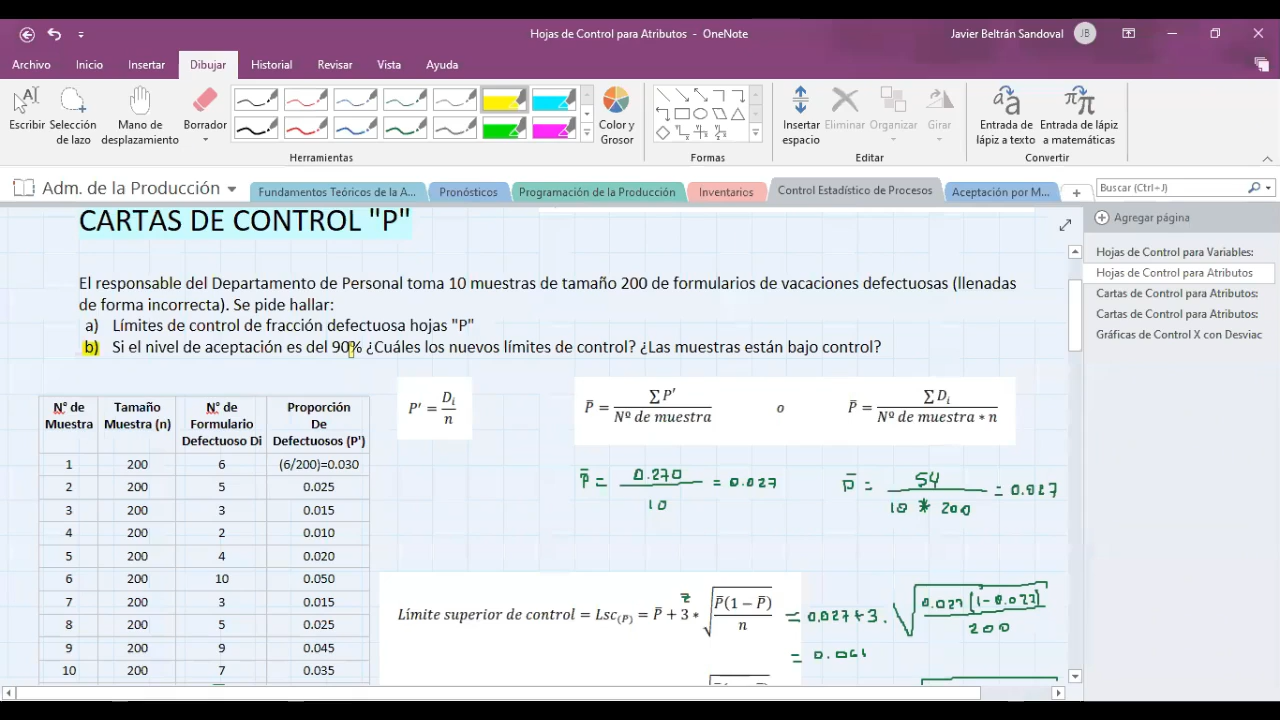 Hojas de Control para Atributos - OneNote
Javier Beltrán Sandoval
JB
Archivo Inicio Insertar Dibujar Historial Revisar Vista Ayuda
Escribir
Selección de lazo
Mano de desplazamiento
Borrador
Color y Grosor
Insertar espacio
Eliminar
Organizar
Girar
Entrada de lápiz a texto
Entrada de lápiz a matemáticas
Herramientas
Formas
Editar
Convertir
Adm. de la Producción
Fundamentos Teóricos de la A...
Pronósticos
Programación de la Producción
Inventarios
Control Estadístico de Procesos
Aceptación por M...
Buscar (Ctrl+J)
Agregar página
Hojas de Control para Variables:
Hojas de Control para Atributos
Cartas de Control para Atributos:
Cartas de Control para Atributos:
Gráficas de Control X con Desviac
CARTAS DE CONTROL "P"
El responsable del Departamento de Personal toma 10 muestras de tamaño 200 de formularios de vacaciones defectuosas (llenadas
de forma incorrecta). Se pide hallar:
a) Límites de control de fracción defectuosa hojas "P"
b) Si el nivel de aceptación es del 90% ¿Cuáles los nuevos límites de control? ¿Las muestras están bajo control?
N° de Muestra | Tamaño Muestra (n) | N° de Formulario Defectuoso Di | Proporción De Defectuosos (P')
1 200 6 (6/200)=0.030
2 200 5 0.025
3 200 3 0.015
4 200 2 0.010
5 200 4 0.020
6 200 10 0.050
7 200 3 0.015
8 200 5 0.025
9 200 9 0.045
10 200 7 0.035
P' = Di / n
P̄ = ∑ P' / Nº de muestra o P̄ = ∑ Di / Nº de muestra * n
p̄ = 0.270 / 10 = 0.027
p̄ = 54 / 10 * 200 = 0.027
Límite superior de control = Lsc(P) = P̄ + 3 * √(P̄(1 − P̄) / n)
z
= 0.027 + 3 . √(0.027 (1-0.027) / 200)